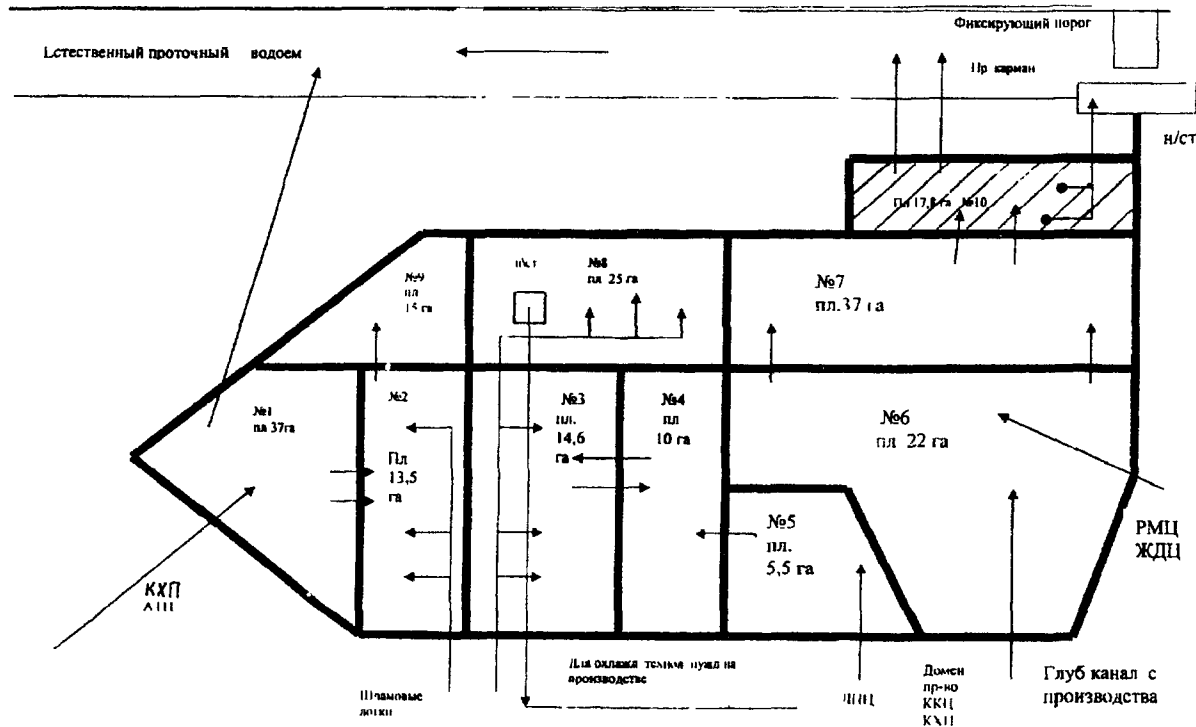 Фиксирующий порог
Естественный проточный водоем
Пр карман
н/ст
Пл 17,8 га №10
№9
пл
15 га
н/ст
№8
пл 25 га
№7
пл.37 га
№1
пл 37га
№2
Пл
13,5
га
№3
пл.
14,6
га
№4
пл
10 га
№6
пл 22 га
№5
пл.
5,5 га
РМЦ
ЖДЦ
КХП
Для охлажд технол нужд на
производстве
Шламовые
лотки
Домен
пр-во
ККЦ
КХП
Глуб канал с
производства